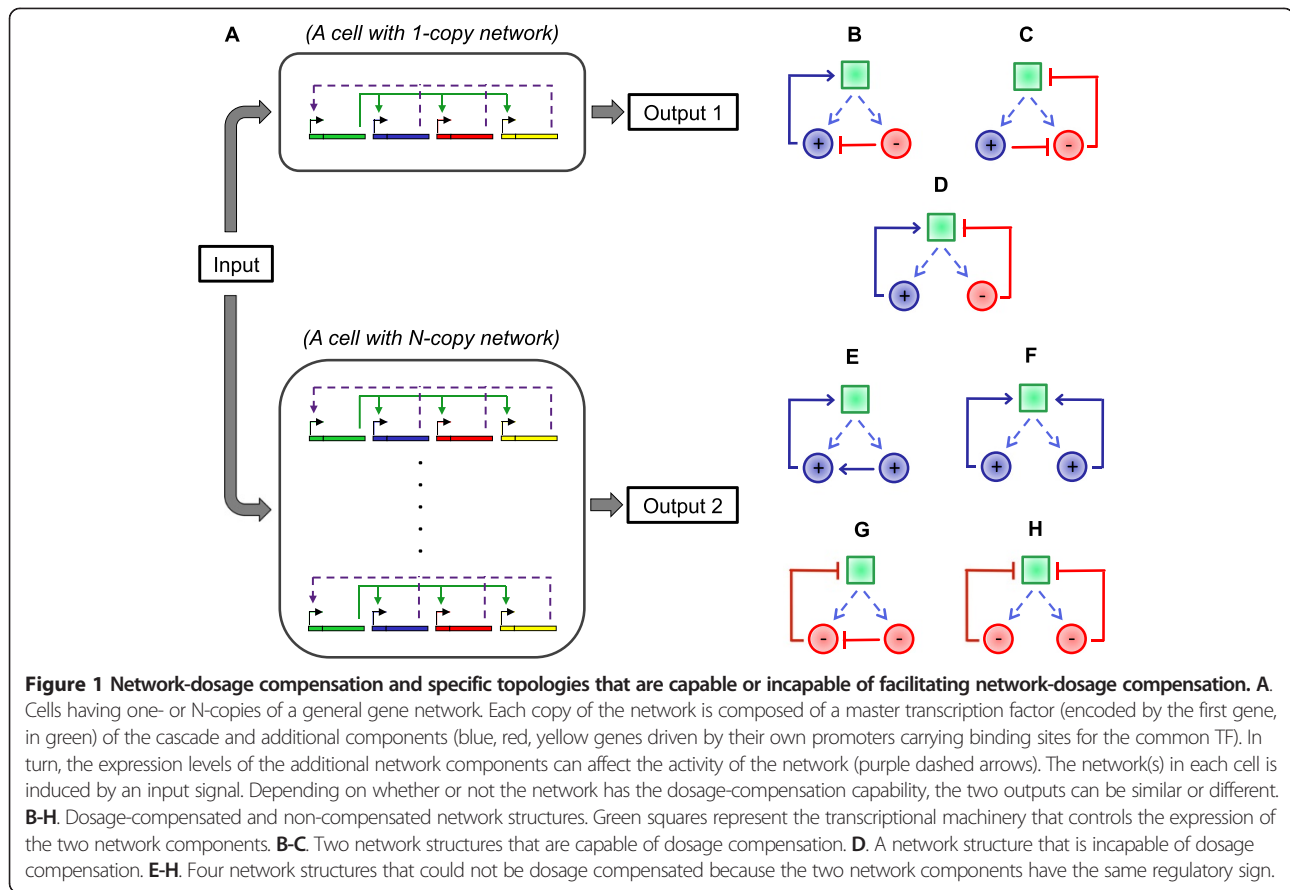 A
(A cell with 1-copy network)
Output 1
Input
(A cell with N-copy network)
Output 2
B
C
+
-
+
-
D
+
-
E
F
+
+
+
+
G
H
-
-
-
-
Figure 1 Network-dosage compensation and specific topologies that are capable or incapable of facilitating network-dosage compensation. A.
Cells having one- or N-copies of a general gene network. Each copy of the network is composed of a master transcription factor (encoded by the first gene,
in green) of the cascade and additional components (blue, red, yellow genes driven by their own promoters carrying binding sites for the common TF). In
turn, the expression levels of the additional network components can affect the activity of the network (purple dashed arrows). The network(s) in each cell is
induced by an input signal. Depending on whether or not the network has the dosage-compensation capability, the two outputs can be similar or different.
B-H. Dosage-compensated and non-compensated network structures. Green squares represent the transcriptional machinery that controls the expression of
the two network components. B-C. Two network structures that are capable of dosage compensation. D. A network structure that is incapable of dosage
compensation. E-H. Four network structures that could not be dosage compensated because the two network components have the same regulatory sign.